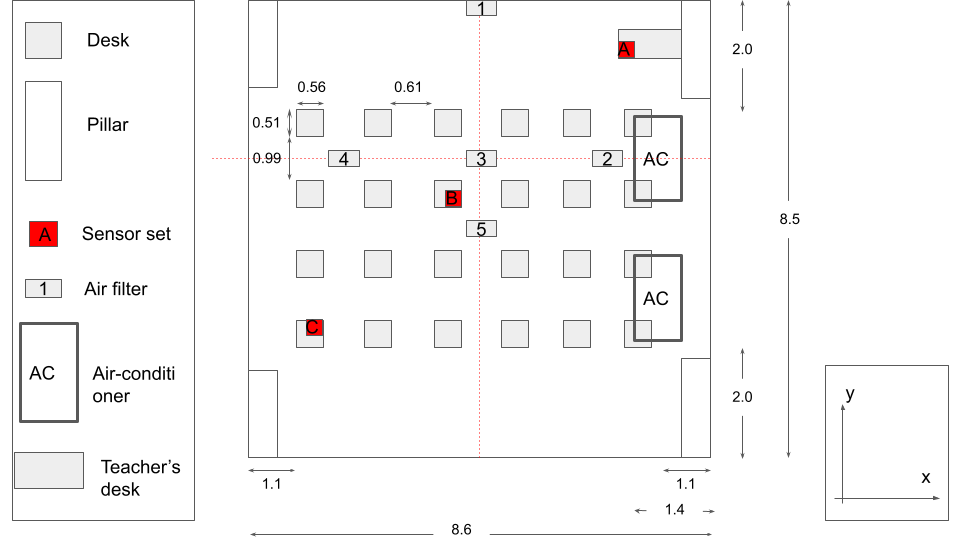 Desk
Pillar
A
Sensor set
1
Air filter
AC
Air-conditi
oner
Teacher's
desk
1
A
2.0
0.56
0.61
0.51
0.99
4
3
2
AC
B
8.5
5
AC
C
2.0
1.1
1.1
1.4
8.6
y
x